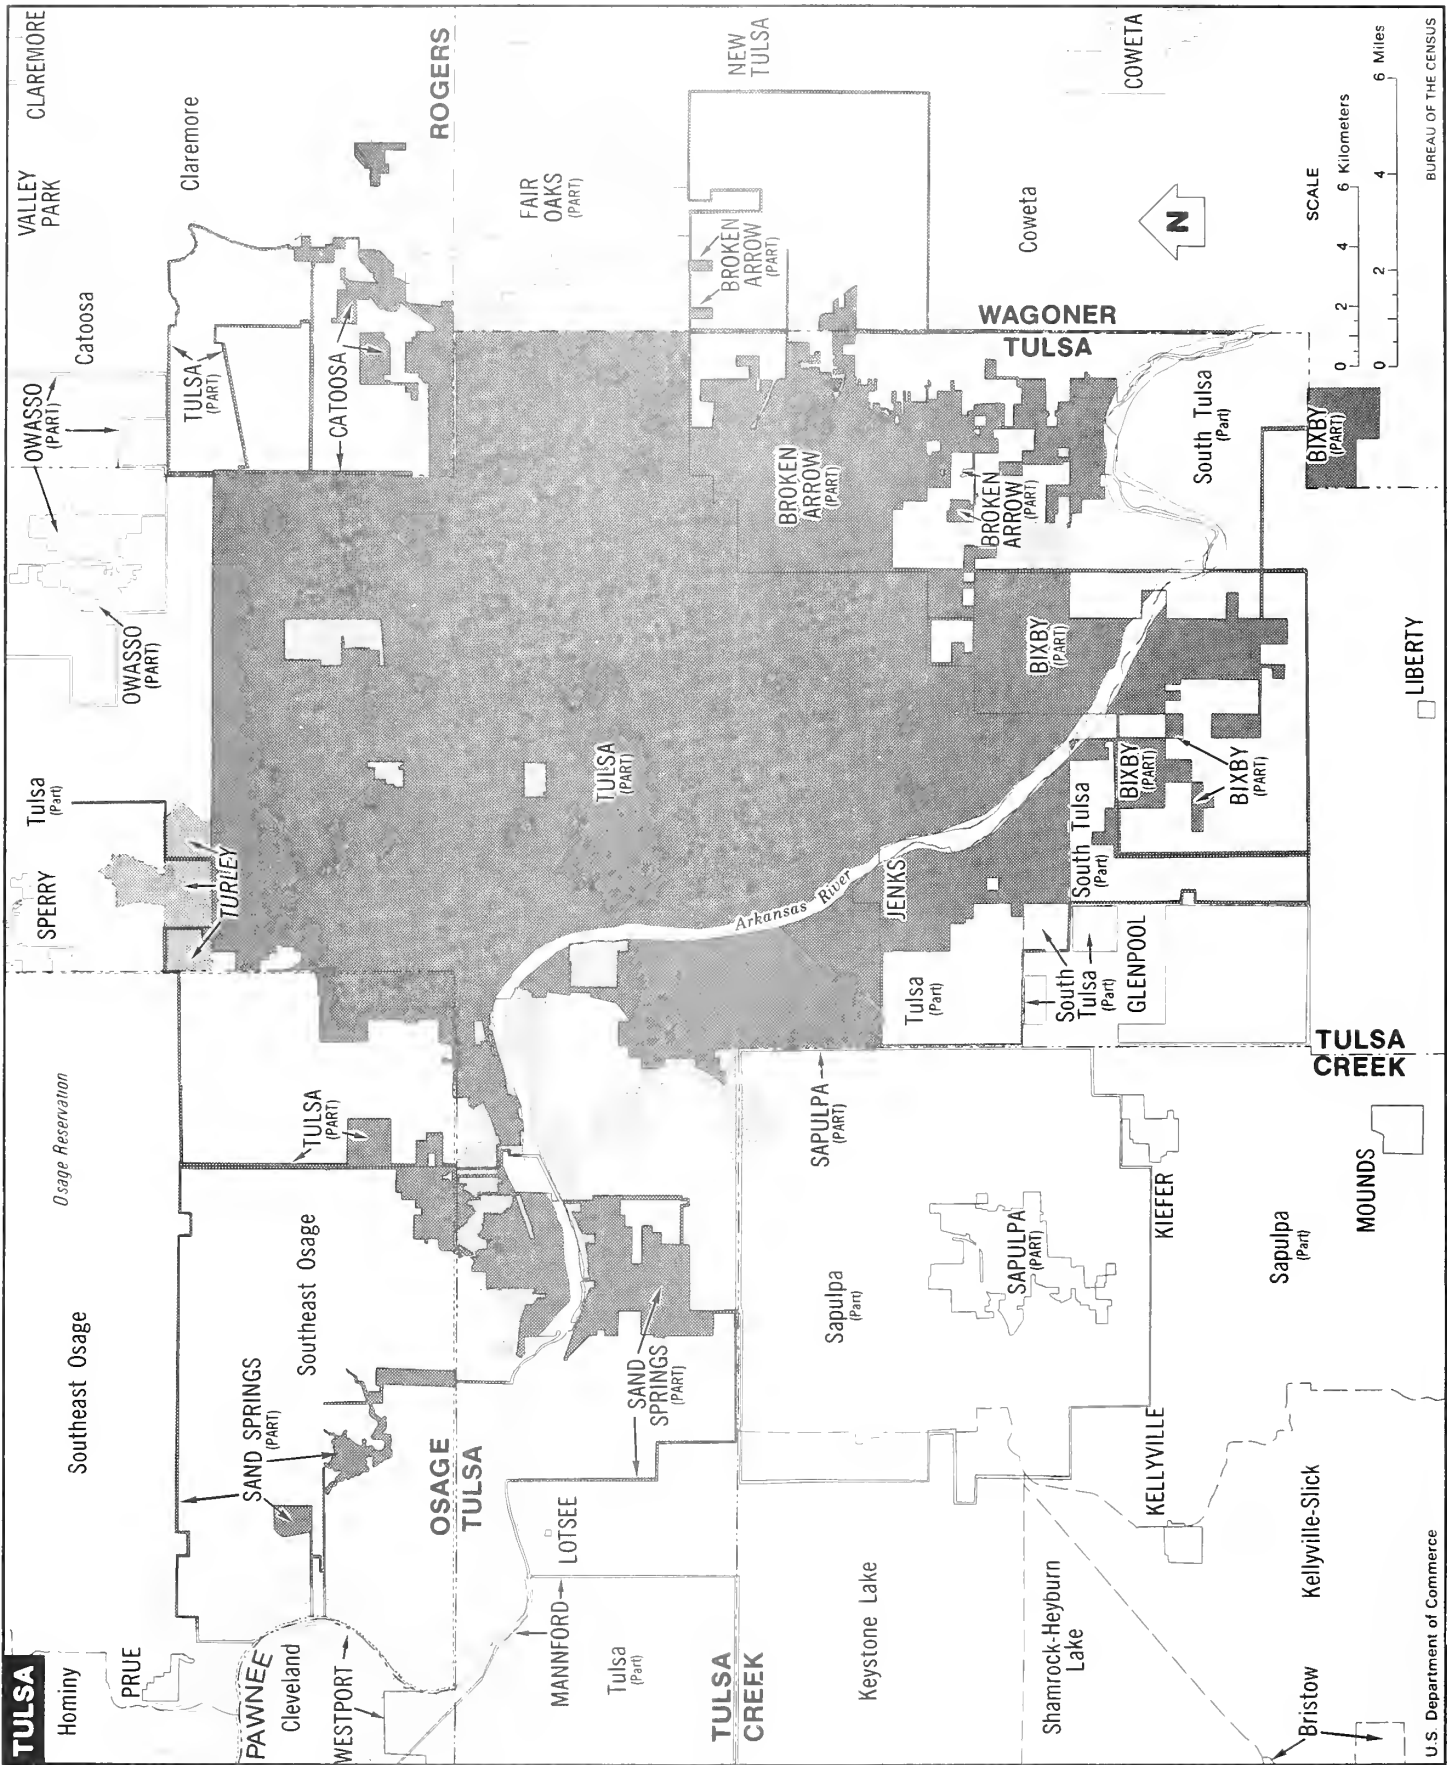 TULSA
Hominy
PRUE
PAWNEE
Cleveland
WESTPORT
Southeast Osage
SAND SPRINGS
(PART)
Southeast Osage
Osage Reservation
TULSA
(PART)
OSAGE
TULSA
MANNFORD
LOTSEE
Tulsa
(Part)
SAND
SPRINGS
(PART)
TULSA
CREEK
SPERRY
TURLEY
Tulsa
(Part)
OWASSO
(PART)
OWASSO
(PART)
Catoosa
TULSA
(PART)
CATOOSA
VALLEY
PARK
CLAREMORE
Claremore
ROGERS
FAIR
OAKS
(PART)
NEW
TULSA
BROKEN
ARROW
(PART)
TULSA
(PART)
Arkansas River
BROKEN
ARROW
(PART)
BROKEN
ARROW
(PART)
WAGONER
TULSA
Coweta
COWETA
N
South Tulsa
(Part)
BIXBY
(PART)
BIXBY
(PART)
BIXBY
(PART)
BIXBY
(PART)
South Tulsa
(Part)
JENKS
Tulsa
(Part)
South
Tulsa
(Part)
GLENPOOL
LIBERTY
TULSA
CREEK
SAPULPA
(PART)
Sapulpa
(Part)
SAPULPA
(PART)
KIEFER
MOUNDS
Sapulpa
(Part)
Keystone Lake
Shamrock-Heyburn
Lake
KELLYVILLE
Kellyville-Slick
Bristow
SCALE
0 2 4 6 Kilometers
0 2 4 6 Miles
U.S. Department of Commerce
BUREAU OF THE CENSUS